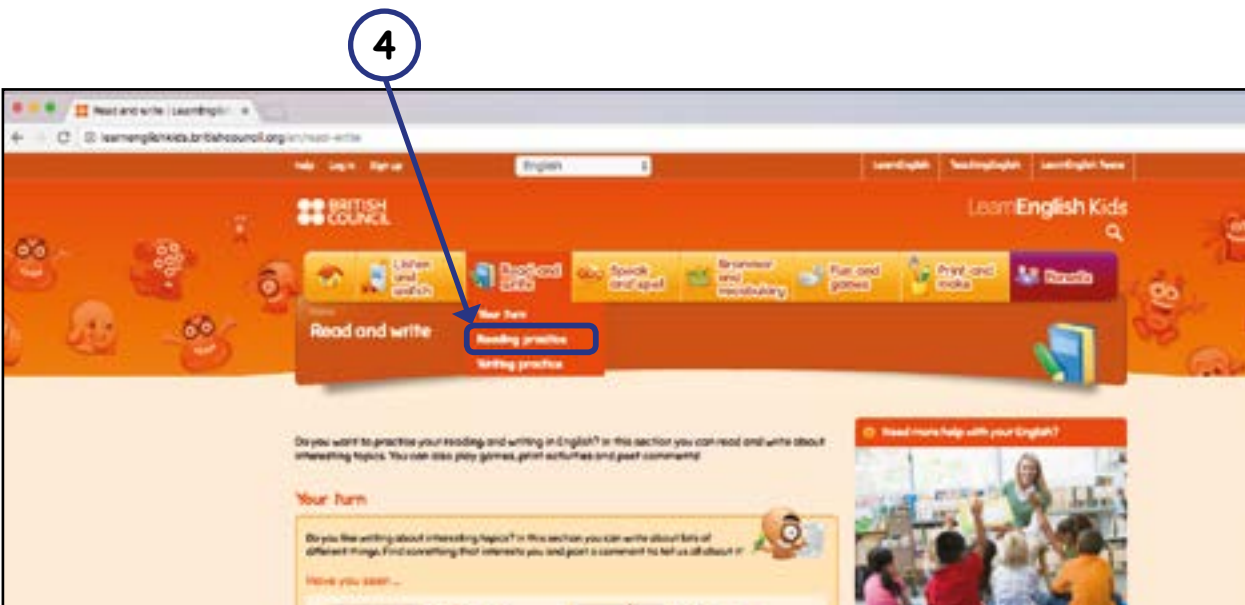 4
Read and write | LearnEnglish
learnenglishkids.britishcouncil.org/en/read-write
help Log in Sign up English LearnEnglish TeachingEnglish LearnEnglish Teens
BRITISH
COUNCIL
LearnEnglish Kids
Listen
and
watch
Read and
write
Speak
and spell
Grammar
and
vocabulary
Fun and
games
Print and
make
Parents
Home
Read and write
Your turn
Reading practice
Writing practice
Do you want to practise your reading and writing in English? In this section you can read and write about
interesting topics. You can also play games, print activities and post comments!
Need more help with your English?
Your turn
Do you like writing about interesting topics? In this section you can write about lots of
different things. Find something that interests you and post a comment to tell us all about it!
Have you seen ...